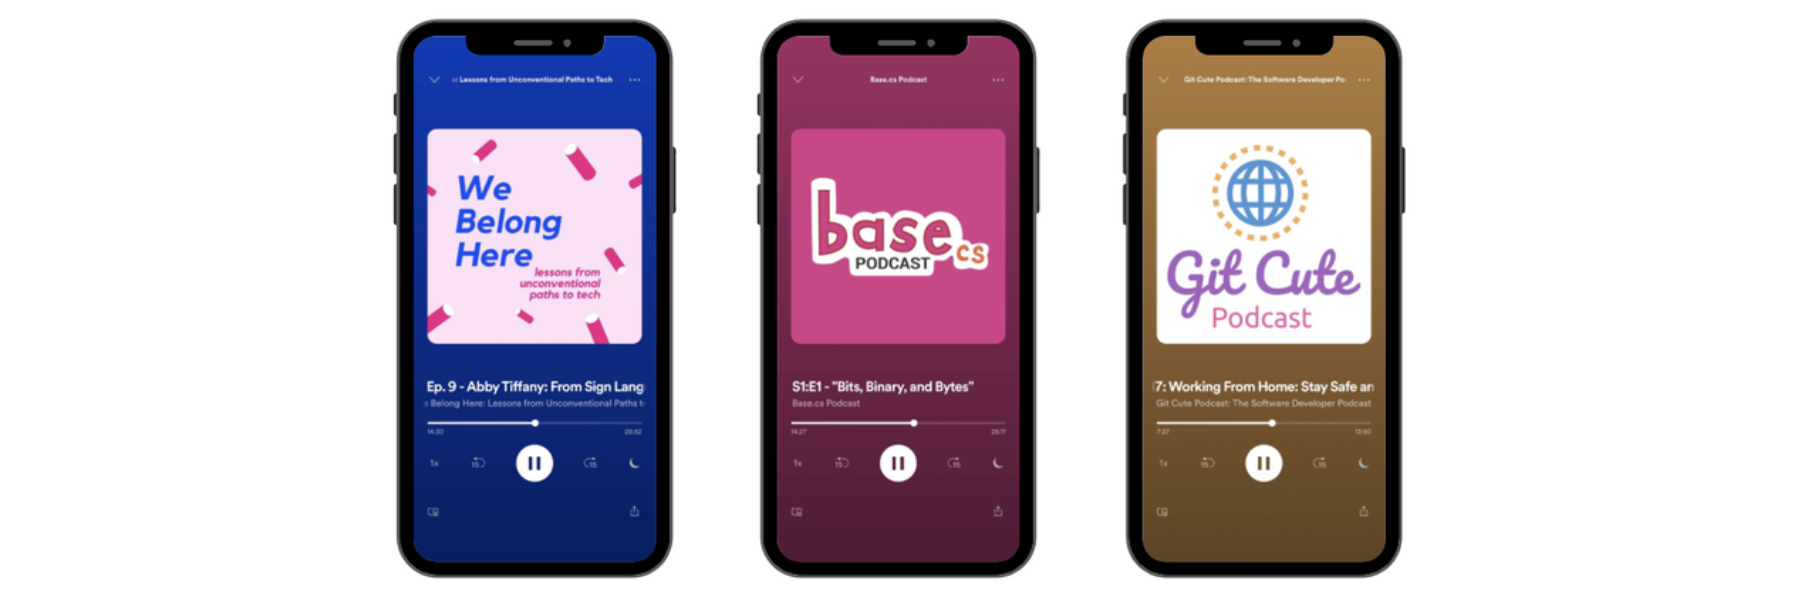 Lessons from Unconventional Paths to Tech
We
Belong
Here
lessons from
unconventional
paths to tech
Ep. 9 - Abby Tiffany: From Sign Lang
Belong Here: Lessons from Unconventional Paths t
14:30 25:52
1x 15 15
Base.cs Podcast
base.cs
PODCAST
S1:E1 - "Bits, Binary, and Bytes"
Base.cs Podcast
14:27 25:11
1x 15 15
Git Cute Podcast: The Software Developer Po
Git Cute
Podcast
7: Working From Home: Stay Safe an
Git Cute Podcast: The Software Developer Podcast
7:27 13:50
1x 15 15